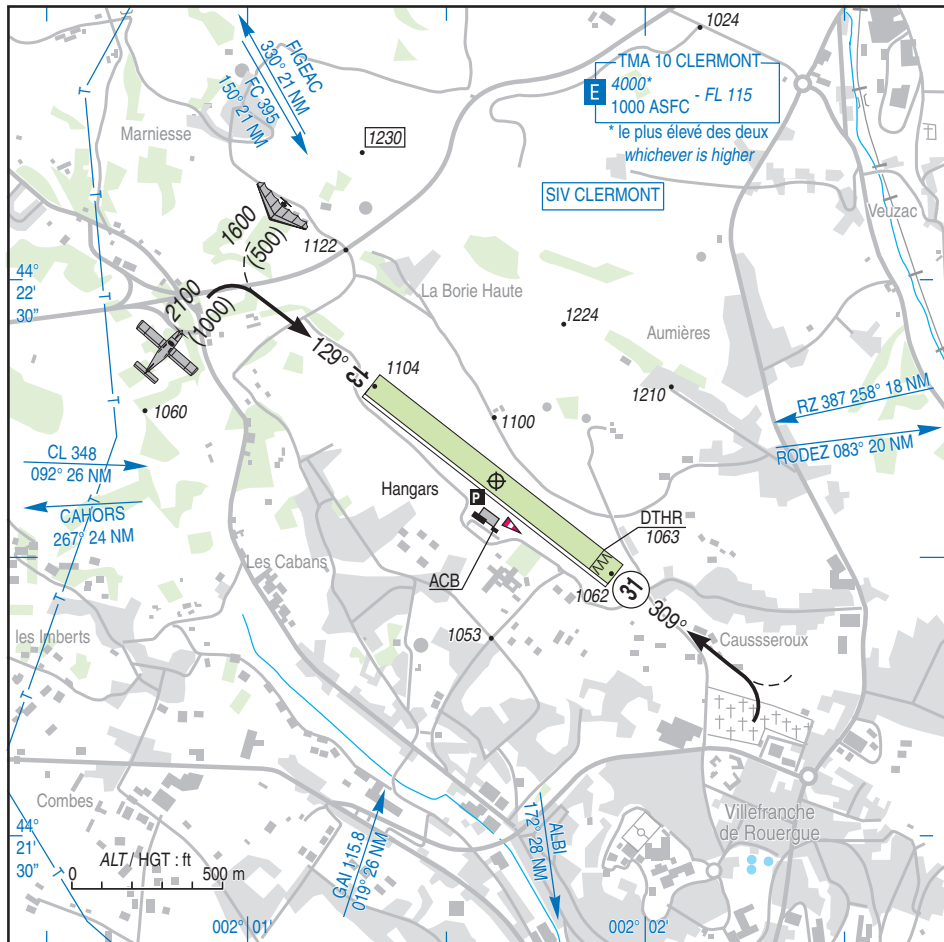 1024
FIGEAC
330° 21 NM
FC 395
150° 21 NM
TMA 10 CLERMONT
E
4000*
1000 ASFC
- FL 115
* le plus élevé des deux
whichever is higher
Marniesse
1230
SIV CLERMONT
Veuzac
1600
(500)
1122
44°
22'
30"
La Borie Haute
2100
(1000)
1224
Aumières
129°
13
1104
1210
1060
1100
RZ 387 258° 18 NM
RODEZ 083° 20 NM
CL 348
092° 26 NM
CAHORS
267° 24 NM
Hangars
P
DTHR
1063
ACB
Les Cabans
1062
31
309°
les Imberts
1053
Caussseroux
Combes
44°
21'
30"
Villefranche
de Rouergue
ALBI
172° 28 NM
GAI 115.8
019° 26 NM
ALT / HGT : ft
0
500 m
002° 01'
002° 02'
T
T
T
T
T
T